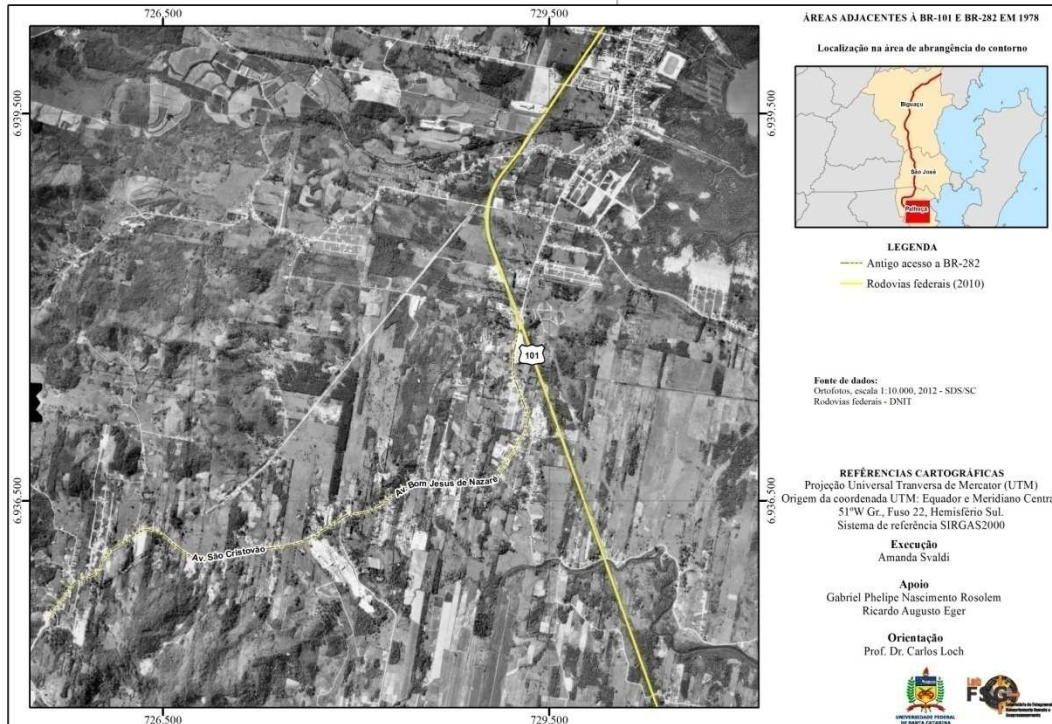 726.500
729.500
6.939.500
6.939.500
6.936.500
6.936.500
101
Av. Bom Jesus de Nazaré
Av. São Cristovão
726.500
729.500
ÁREAS ADJACENTES À BR-101 E BR-282 EM 1978
Localização na área de abrangência do contorno
Biguaçu
São José
Palhoça
LEGENDA
Antigo acesso a BR-282
Rodovias federais (2010)
Fonte de dados:
Ortofotos, escala 1:10.000, 2012 - SDS/SC
Rodovias federais - DNIT
REFÊRENCIAS CARTOGRÁFICAS
Projeção Universal Tranversa de Mercator (UTM)
Origem da coordenada UTM: Equador e Meridiano Centra
51ºW Gr., Fuso 22, Hemisfério Sul.
Sistema de referência SIRGAS2000
Execução
Amanda Svaldi
Apoio
Gabriel Phelipe Nascimento Rosolem
Ricardo Augusto Eger
Orientação
Prof. Dr. Carlos Loch
UNIVERSIDADE FEDERAL
DE SANTA CATARINA
Lab
FSG